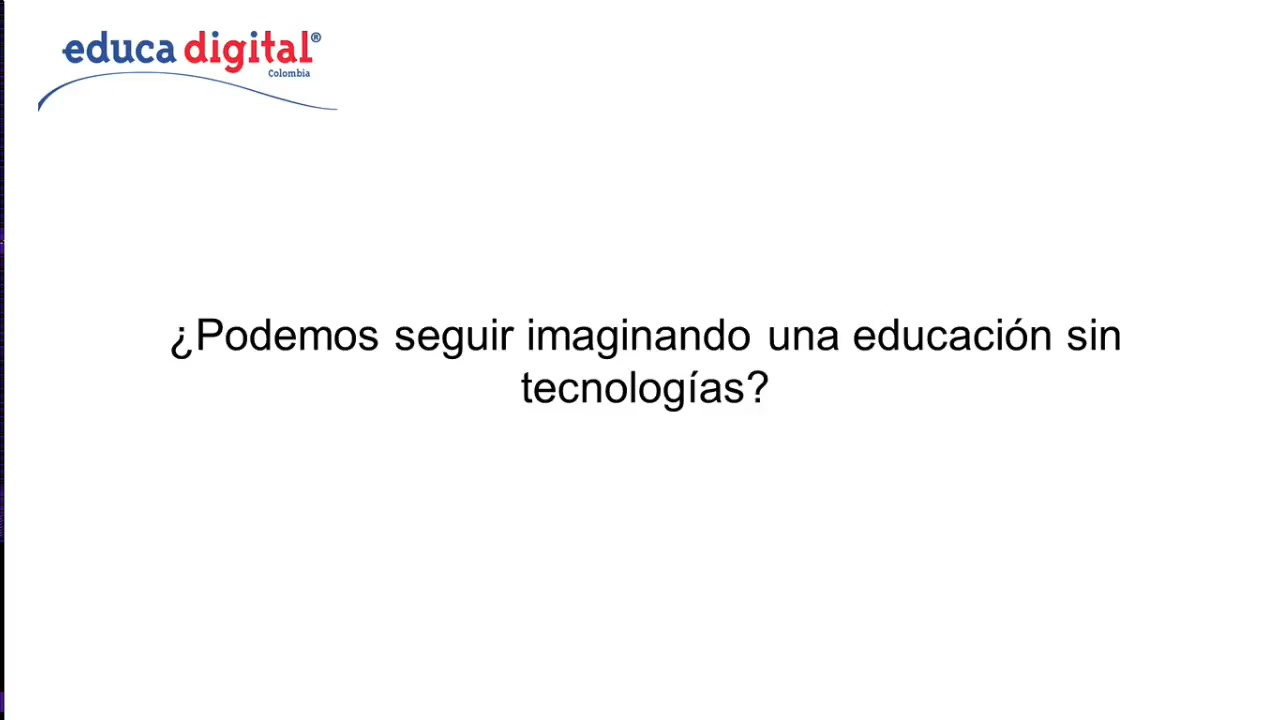 educa digital®
Colombia
¿Podemos seguir imaginando una educación sin
tecnologías?